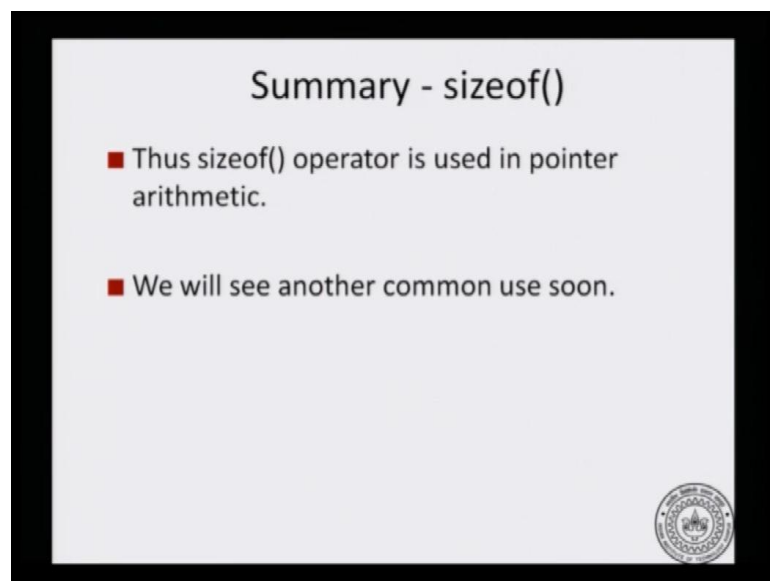 Summary - sizeof()
Thus sizeof() operator is used in pointer
arithmetic.
We will see another common use soon.